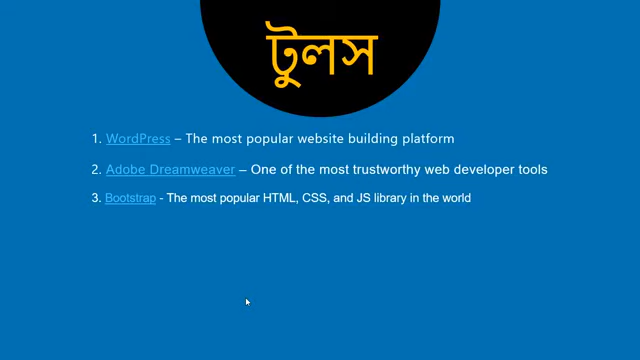 টুলস
1. WordPress – The most popular website building platform
2. Adobe Dreamweaver – One of the most trustworthy web developer tools
3. Bootstrap - The most popular HTML, CSS, and JS library in the world